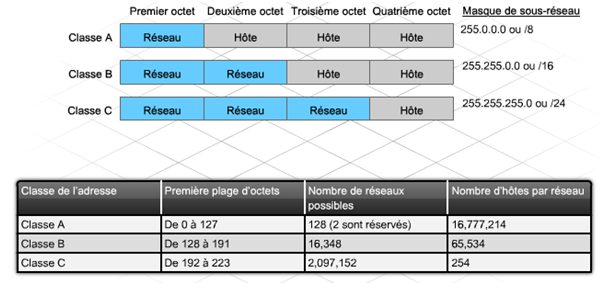 Premier octet Deuxième octet Troisième octet Quatrième octet Masque de sous-réseau
Classe A Réseau Hôte Hôte Hôte 255.0.0.0 ou /8
Classe B Réseau Réseau Hôte Hôte 255.255.0.0 ou /16
Classe C Réseau Réseau Réseau Hôte 255.255.255.0 ou /24
Classe de l'adresse Première plage d'octets Nombre de réseaux possibles Nombre d'hôtes par réseau
Classe A De 0 à 127 128 (2 sont réservés) 16,777,214
Classe B De 128 à 191 16,348 65,534
Classe C De 192 à 223 2,097,152 254